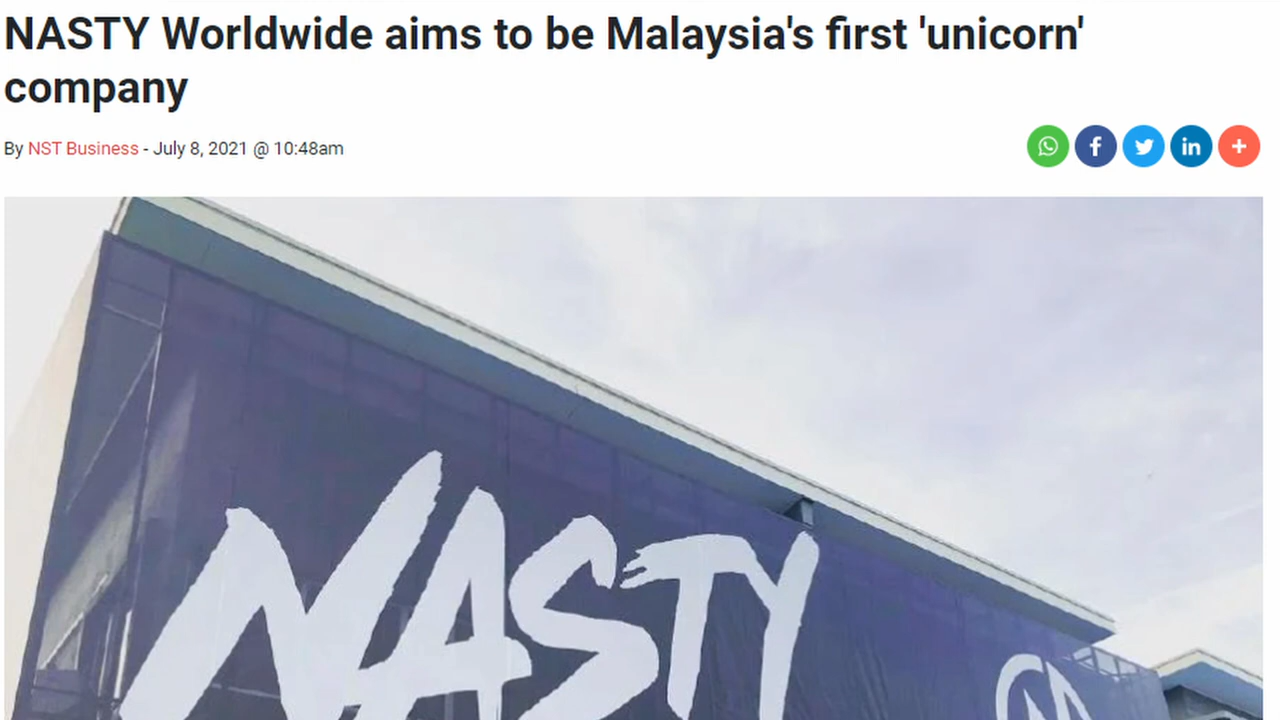 NASTY Worldwide aims to be Malaysia's first 'unicorn'
company
By NST Business - July 8, 2021 @ 10:48am
NASTY